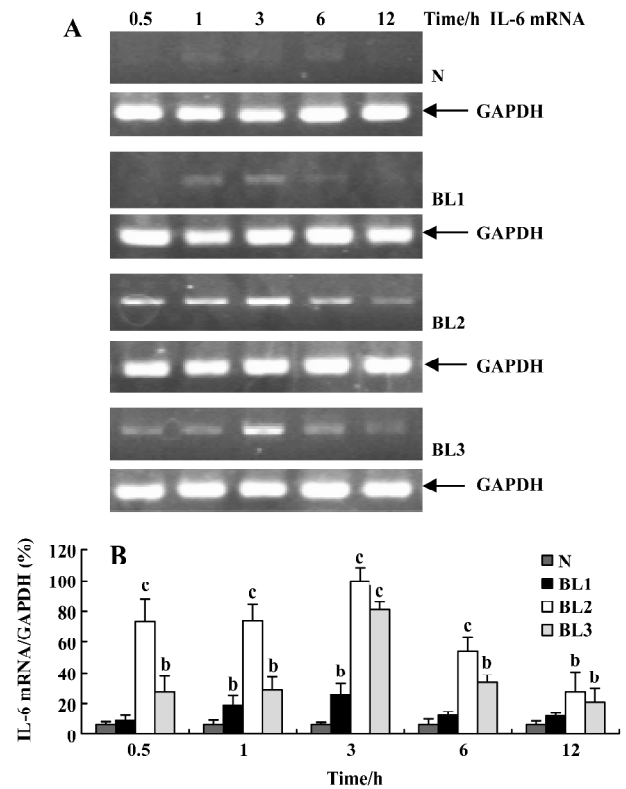 A
0.5 1 3 6 12 Time/h IL-6 mRNA
N
GAPDH
BL1
GAPDH
BL2
GAPDH
BL3
GAPDH
B
IL-6 mRNA/GAPDH (%)
120
100
80
60
40
20
0
c
b
b
c
b
b
c
c
c
b
b
b
N
BL1
BL2
BL3
0.5 1 3 6 12
Time/h